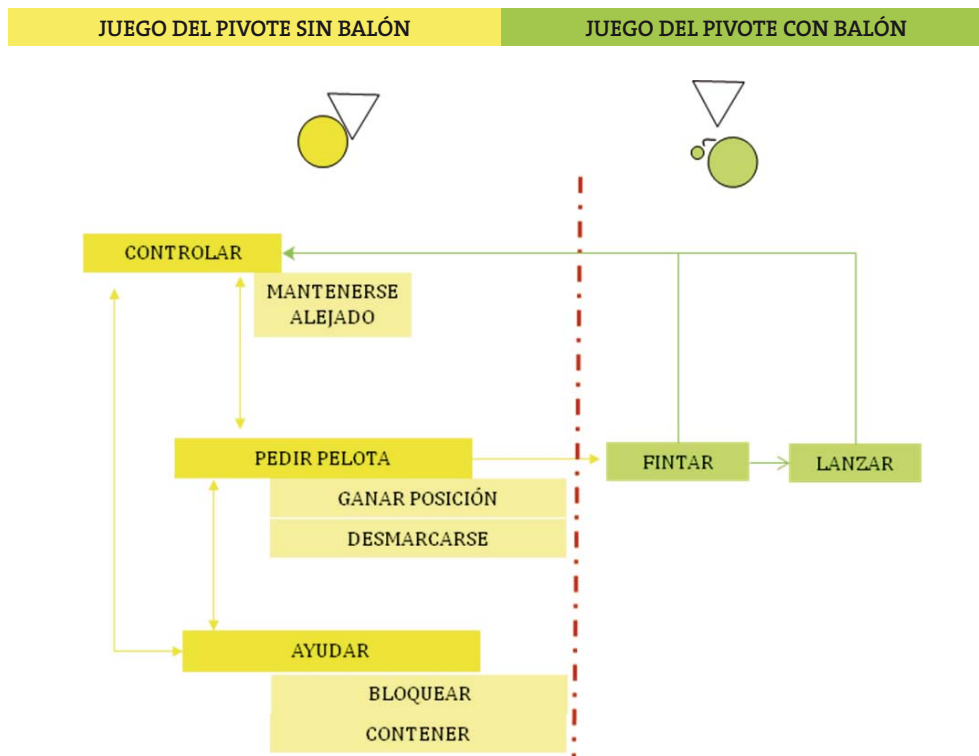 JUEGO DEL PIVOTE SIN BALÓN
JUEGO DEL PIVOTE CON BALÓN
CONTROLAR
MANTENERSE
ALEJADO
PEDIR PELOTA
FINTAR
LANZAR
GANAR POSICIÓN
DESMARCARSE
AYUDAR
BLOQUEAR
CONTENER